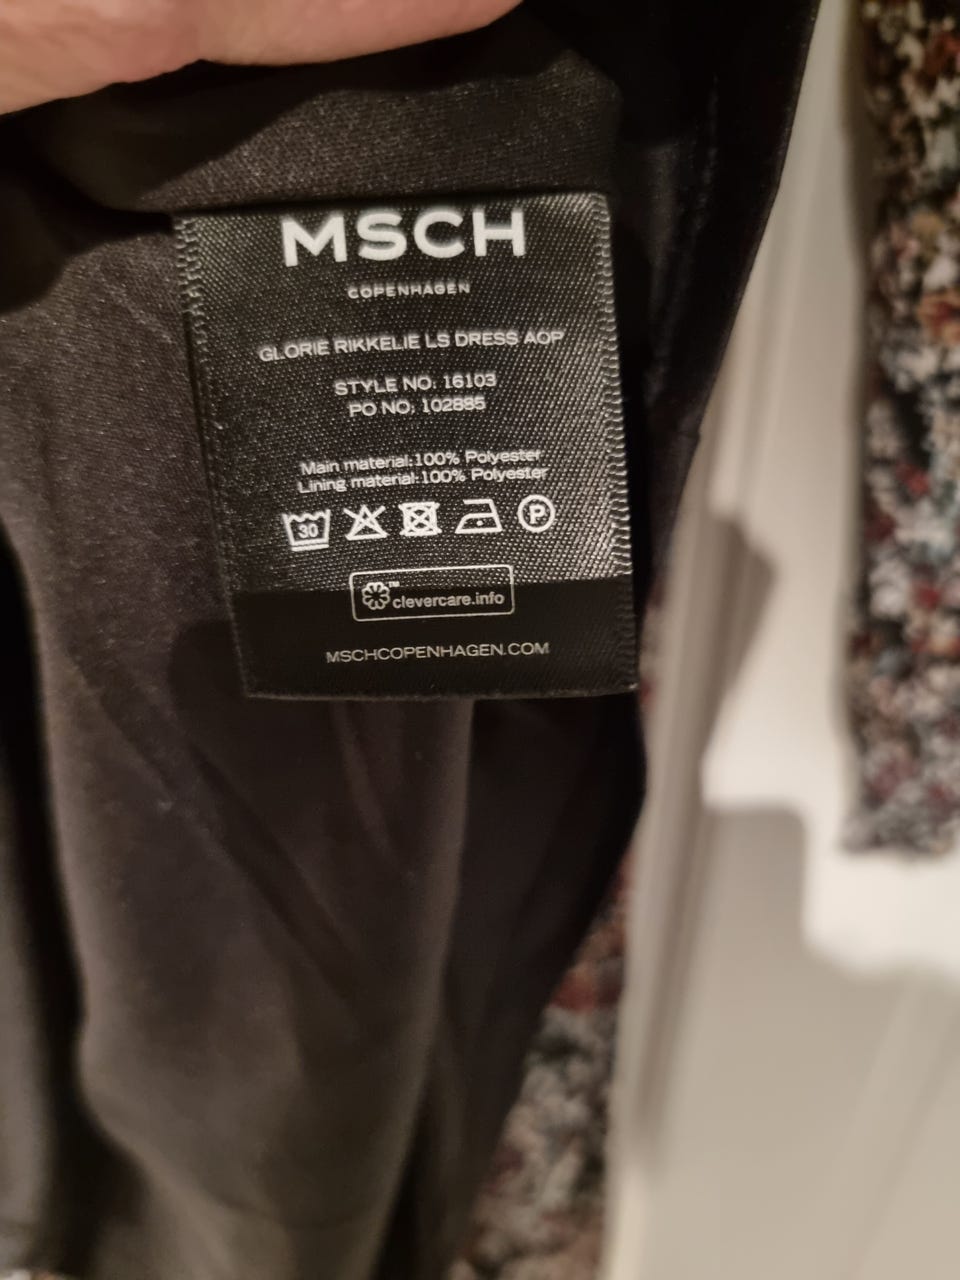 MSCH
COPENHAGEN
GLORIE RIKKELIE LS DRESS AOP
STYLE NO: 16103
PO NO: 102885
Main material:100% Polyester
Lining material:100% Polyester
30 P
clevercare.info
MSCHCOPENHAGEN.COM